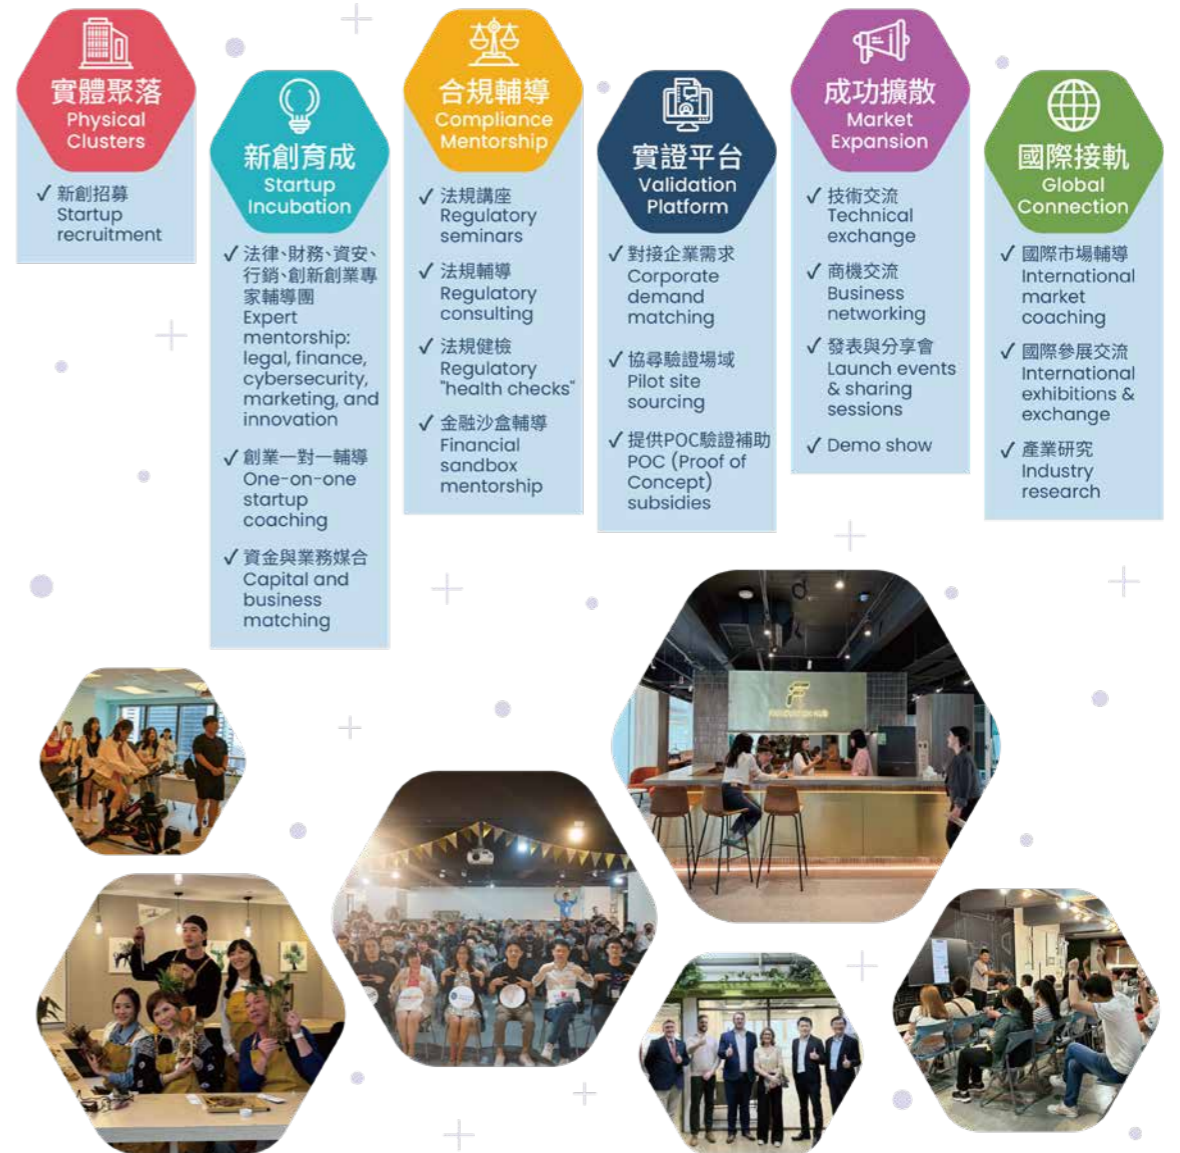 實體聚落
Physical
Clusters
✓ 新創招募
Startup
recruitment
新創育成
Startup
Incubation
✓ 法律、財務、資安、
行銷、創新創業專
家輔導團
Expert
mentorship:
legal, finance,
cybersecurity,
marketing, and
innovation
✓ 創業一對一輔導
One-on-one
startup
coaching
✓ 資金與業務媒合
Capital and
business
matching
合規輔導
Compliance
Mentorship
✓ 法規講座
Regulatory
seminars
✓ 法規輔導
Regulatory
consulting
✓ 法規健檢
Regulatory
"health checks"
✓ 金融沙盒輔導
Financial
sandbox
mentorship
實證平台
Validation
Platform
✓ 對接企業需求
Corporate
demand
matching
✓ 協尋驗證場域
Pilot site
sourcing
✓ 提供POC驗證補助
POC (Proof of
Concept)
subsidies
成功擴散
Market
Expansion
✓ 技術交流
Technical
exchange
✓ 商機交流
Business
networking
✓ 發表與分享會
Launch events
& sharing
sessions
✓ Demo show
國際接軌
Global
Connection
✓ 國際市場輔導
International
market
coaching
✓ 國際參展交流
International
exhibitions &
exchange
✓ 產業研究
Industry
research